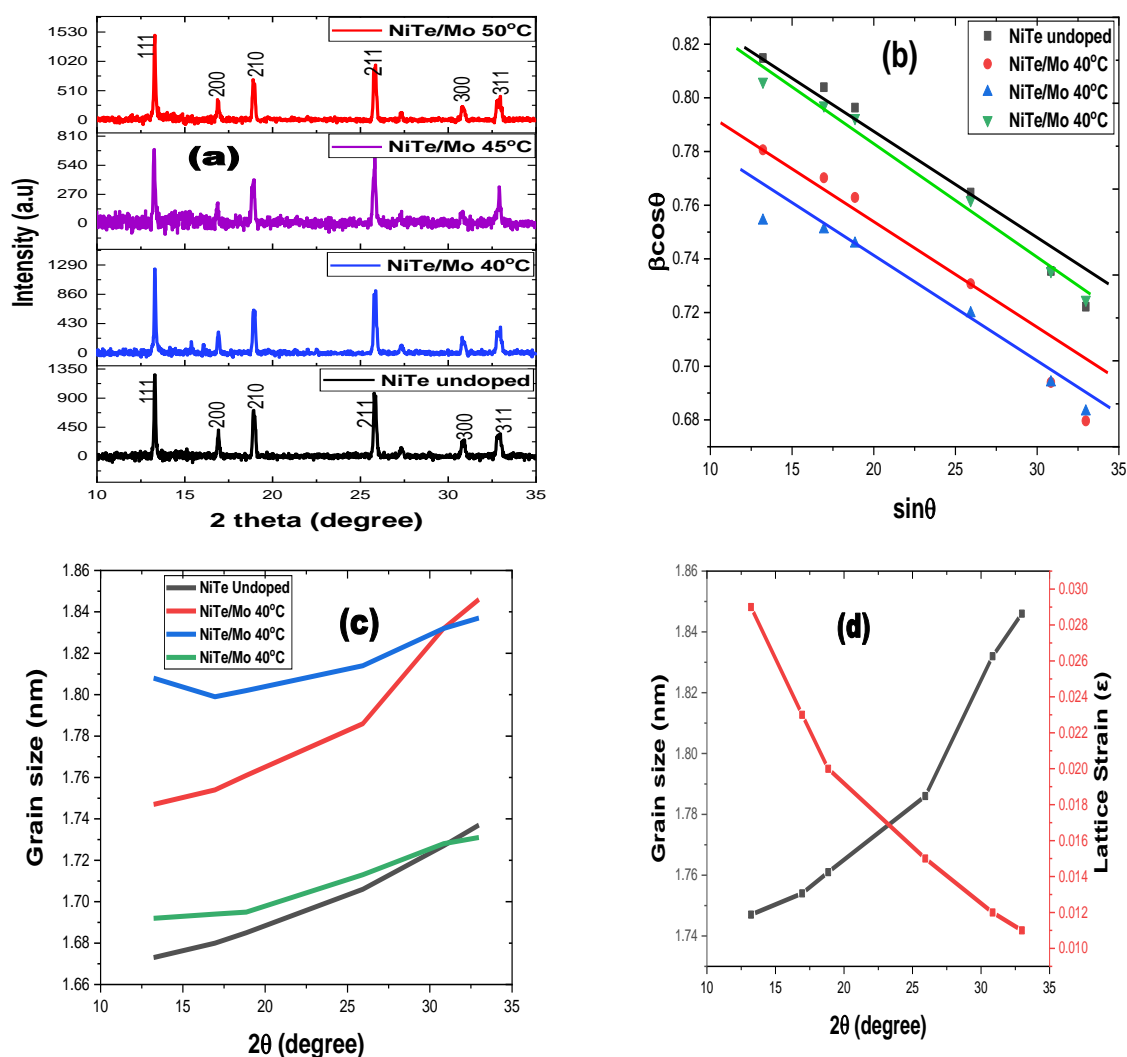 NiTe/Mo 50°C
1530
1020
510
0
111
200
210
211
300
311
(a)
NiTe/Mo 45°C
810
540
270
0
NiTe/Mo 40°C
1290
860
430
0
NiTe undoped
1350
900
450
0
111
200
210
211
300
311
10 15 20 25 30 35
2 theta (degree)
Intensity (a.u)
(b)
NiTe undoped
NiTe/Mo 40°C
NiTe/Mo 40°C
NiTe/Mo 40°C
0.82
0.80
0.78
0.76
0.74
0.72
0.70
0.68
βcosθ
10 15 20 25 30 35
sinθ
NiTe Undoped
NiTe/Mo 40°C
NiTe/Mo 40°C
NiTe/Mo 40°C
(c)
1.86
1.84
1.82
1.80
1.78
1.76
1.74
1.72
1.70
1.68
1.66
Grain size (nm)
10 15 20 25 30 35
2θ (degree)
(d)
1.86
1.84
1.82
1.80
1.78
1.76
1.74
Grain size (nm)
0.030
0.028
0.026
0.024
0.022
0.020
0.018
0.016
0.014
0.012
0.010
Lattice Strain (ε)
10 15 20 25 30 35
2θ (degree)